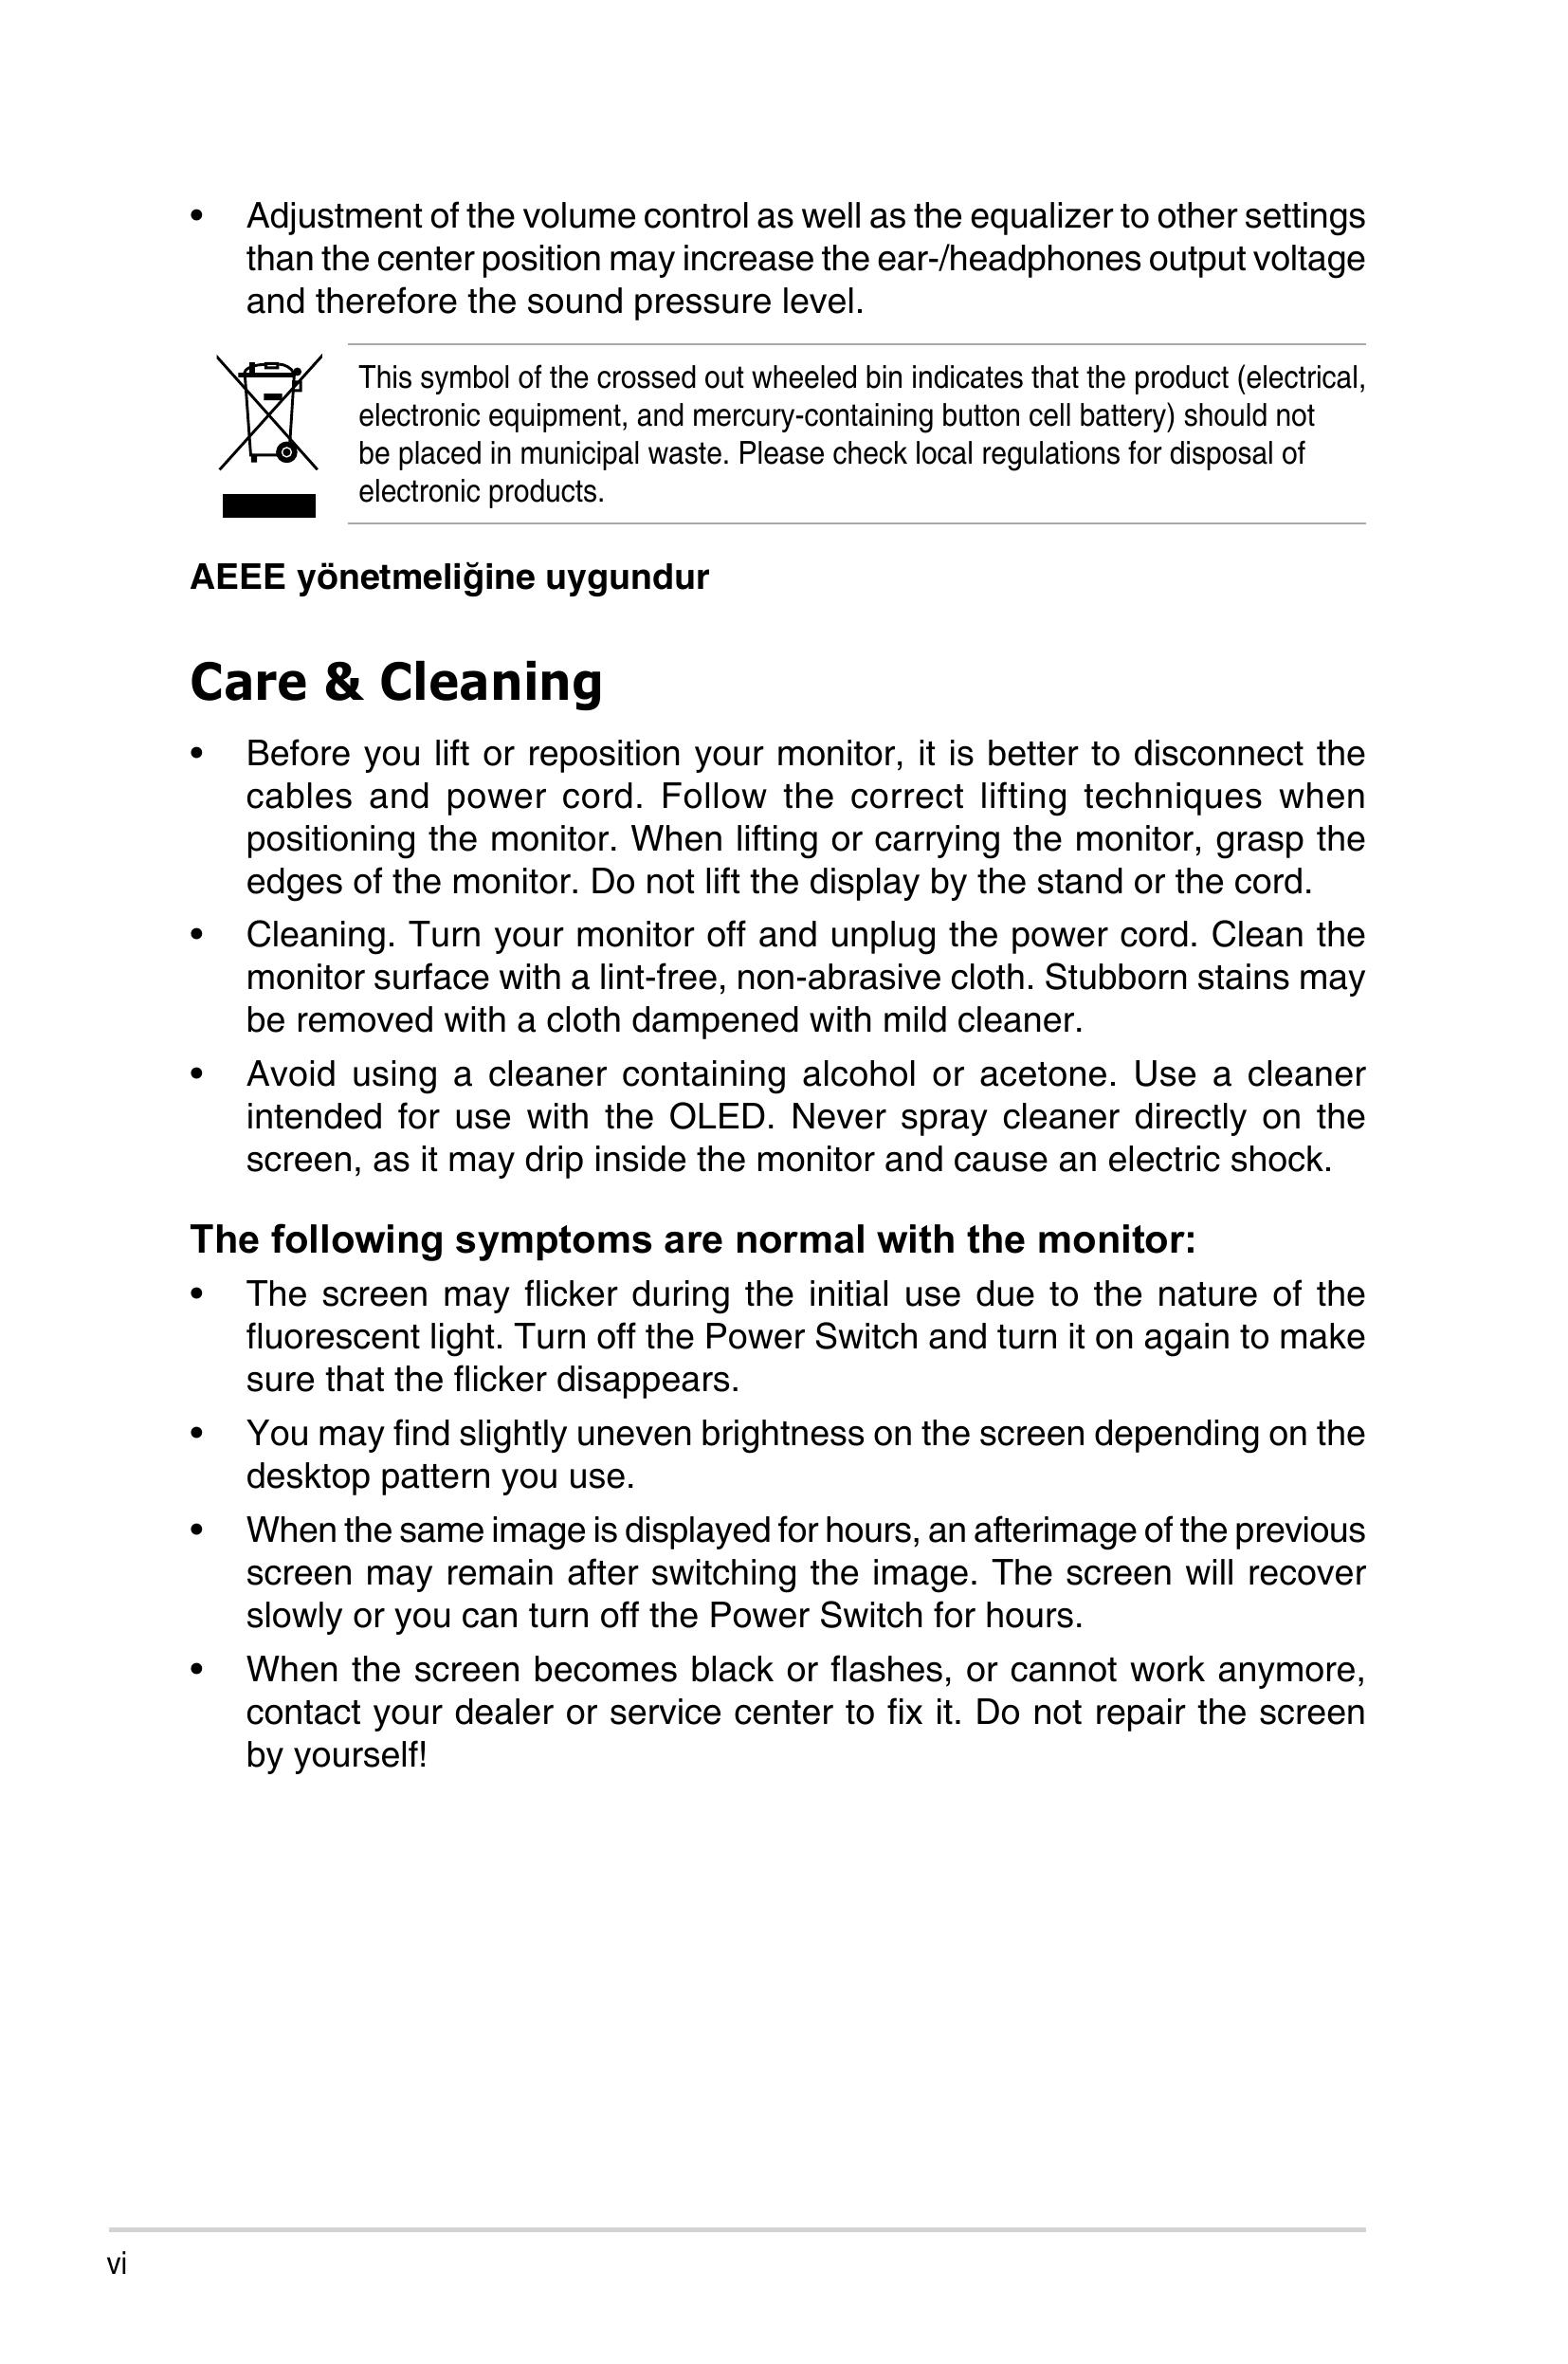 • Adjustment of the volume control as well as the equalizer to other settings
than the center position may increase the ear-/headphones output voltage
and therefore the sound pressure level.
This symbol of the crossed out wheeled bin indicates that the product (electrical,
electronic equipment, and mercury-containing button cell battery) should not
be placed in municipal waste. Please check local regulations for disposal of
electronic products.
AEEE yönetmeliğine uygundur
Care & Cleaning
• Before you lift or reposition your monitor, it is better to disconnect the
cables and power cord. Follow the correct lifting techniques when
positioning the monitor. When lifting or carrying the monitor, grasp the
edges of the monitor. Do not lift the display by the stand or the cord.
• Cleaning. Turn your monitor off and unplug the power cord. Clean the
monitor surface with a lint-free, non-abrasive cloth. Stubborn stains may
be removed with a cloth dampened with mild cleaner.
• Avoid using a cleaner containing alcohol or acetone. Use a cleaner
intended for use with the OLED. Never spray cleaner directly on the
screen, as it may drip inside the monitor and cause an electric shock.
The following symptoms are normal with the monitor:
• The screen may flicker during the initial use due to the nature of the
fluorescent light. Turn off the Power Switch and turn it on again to make
sure that the flicker disappears.
• You may find slightly uneven brightness on the screen depending on the
desktop pattern you use.
• When the same image is displayed for hours, an afterimage of the previous
screen may remain after switching the image. The screen will recover
slowly or you can turn off the Power Switch for hours.
• When the screen becomes black or flashes, or cannot work anymore,
contact your dealer or service center to fix it. Do not repair the screen
by yourself!
vi